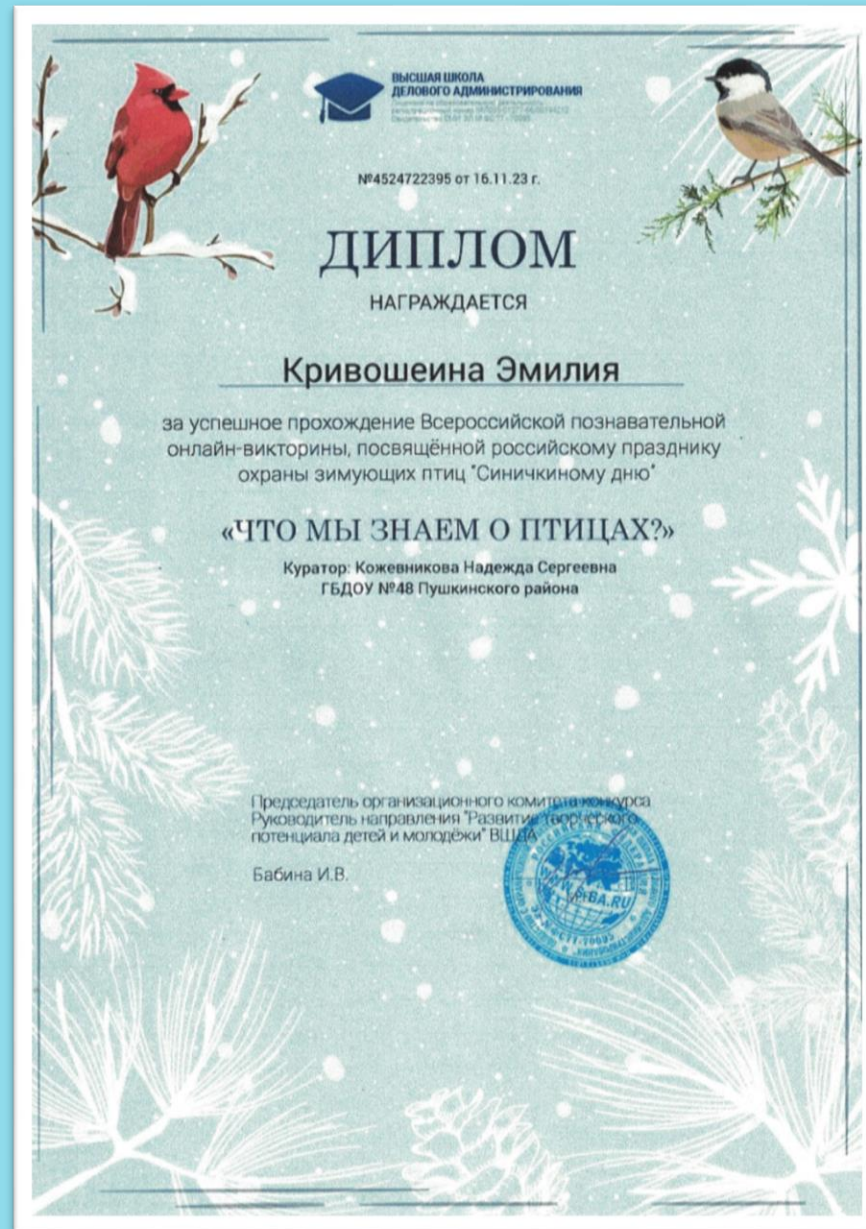 ВЫСШАЯ ШКОЛА
ДЕЛОВОГО АДМИНИСТРИРОВАНИЯ
№4524722395 от 16.11.23 г.
ДИПЛОМ
НАГРАЖДАЕТСЯ
Кривошеина Эмилия
за успешное прохождение Всероссийской познавательной
онлайн-викторины, посвящённой российскому празднику
охраны зимующих птиц "Синичкиному дню"
«ЧТО МЫ ЗНАЕМ О ПТИЦАХ?»
Куратор: Кожевникова Надежда Сергеевна
ГБДОУ №48 Пушкинского района
Председатель организационного комитета конкурса
Руководитель направления "Развитие творческого
потенциала детей и молодёжи" ВШДА
Бабина И.В.